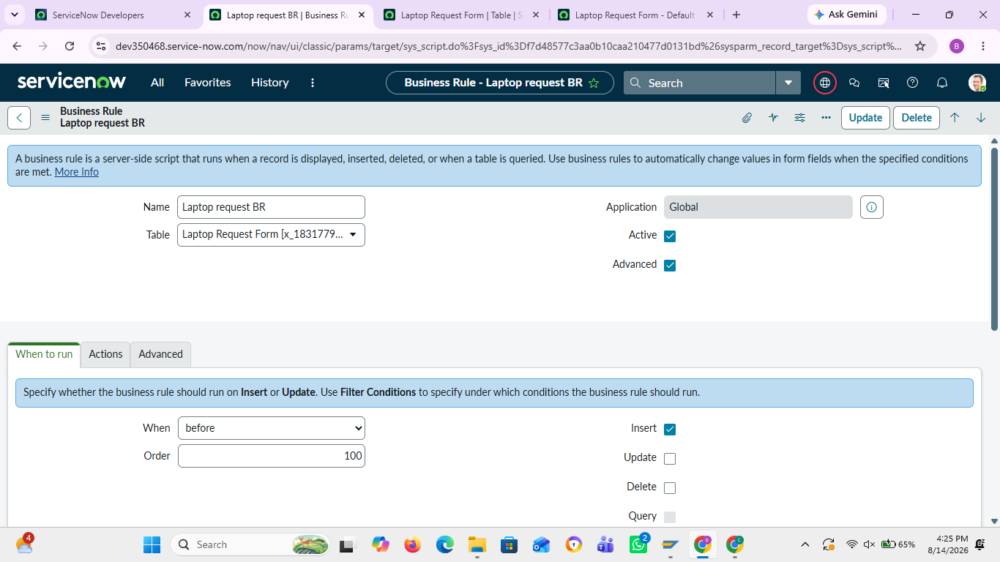 ServiceNow Developers
Laptop request BR | Business Ru
Laptop Request Form | Table | S
Laptop Request Form - Default
Ask Gemini
dev350468.service-now.com/now/nav/ui/classic/params/target/sys_script.do%3Fsys_id%3Df7d48577c3aa0b10caa210477d0131bd%26sysparm_record_target%3Dsys_script%...
B
servicenow
All
Favorites
History
Business Rule - Laptop request BR
Search
Business Rule
Laptop request BR
Update
Delete
A business rule is a server-side script that runs when a record is displayed, inserted, deleted, or when a table is queried. Use business rules to automatically change values in form fields when the specified conditions
are met. More Info
Name
Laptop request BR
Application
Global
Table
Laptop Request Form [x_1831779...
Active
Advanced
When to run
Actions
Advanced
Specify whether the business rule should run on Insert or Update. Use Filter Conditions to specify under which conditions the business rule should run.
When
before
Insert
Order
100
Update
Delete
Query
4
Search
2
65%
4:25 PM
8/14/2026